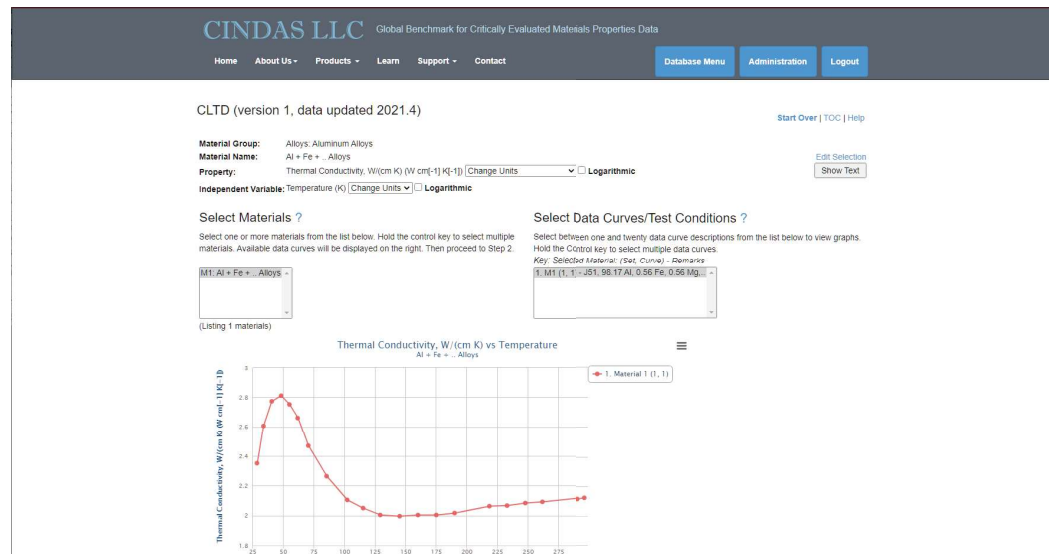 CINDAS LLC Global Benchmark for Critically Evaluated Materials Properties Data
Home About Us Products Learn Support Contact Database Menu Administration Logout
CLTD (version 1, data updated 2021.4)
Start Over | TOC | Help
Material Group: Alloys: Aluminum Alloys
Material Name: Al + Fe + .. Alloys
Edit Selection
Property: Thermal Conductivity, W/(cm K) (W cm[-1] K[-1]) Change Units Logarithmic
Show Text
Independent Variable: Temperature (K) Change Units Logarithmic
Select Materials ?
Select one or more materials from the list below. Hold the control key to select multiple
materials. Available data curves will be displayed on the right. Then proceed to Step 2.
M1: Al + Fe + .. Alloys
(Listing 1 materials)
Select Data Curves/Test Conditions ?
Select between one and twenty data curve descriptions from the list below to view graphs.
Hold the Control key to select multiple data curves.
Key: Selected Material: (Set, Curve) - Remarks
1. M1 (1, 1) - J51, 98.17 Al, 0.56 Fe, 0.56 Mg,...
Thermal Conductivity, W/(cm K) vs Temperature
Al + Fe + .. Alloys
1. Material 1 (1, 1)
Thermal Conductivity, W/(cm K) (W cm[-1] K[-1])
3
2.8
2.6
2.4
2.2
2
1.8
25 50 75 100 125 150 175 200 225 250 275